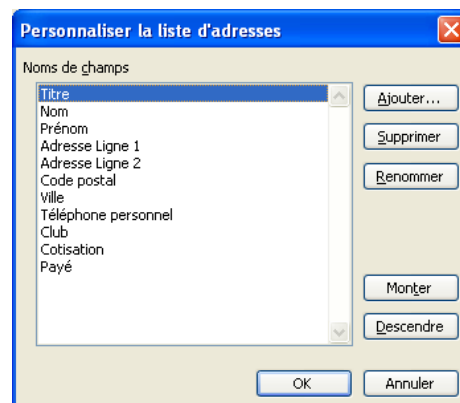 Personnaliser la liste d'adresses
Noms de champs
Titre
Nom
Prénom
Adresse Ligne 1
Adresse Ligne 2
Code postal
Ville
Téléphone personnel
Club
Cotisation
Payé
Ajouter...
Supprimer
Renommer
Monter
Descendre
OK
Annuler